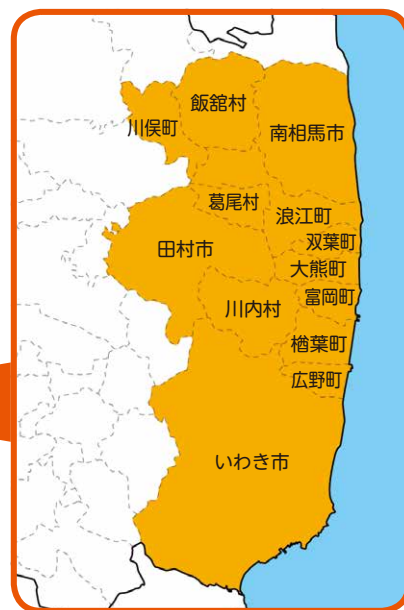 飯舘村
川俣町
南相馬市
葛尾村
浪江町
双葉町
田村市
大熊町
富岡町
川内村
楢葉町
広野町
いわき市